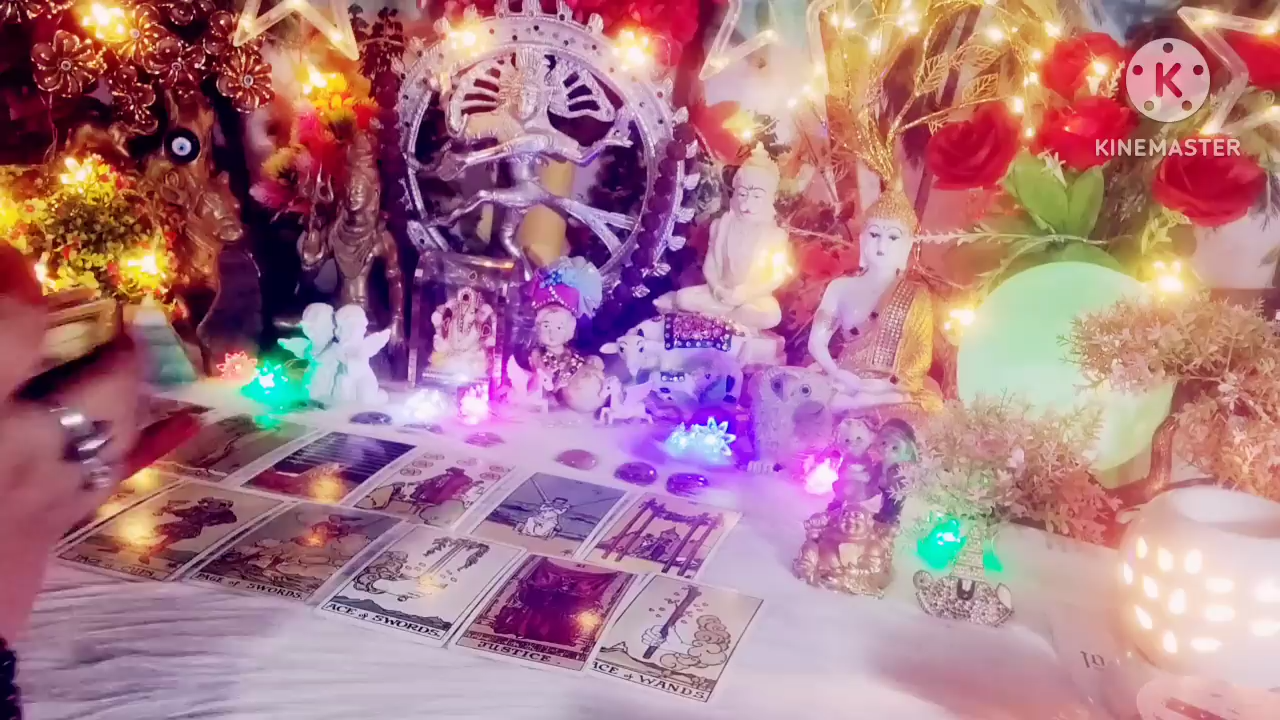 K
KINEMASTER
PAGE of SWORDS.
ACE of SWORDS.
JUSTICE.
ACE of WANDS.